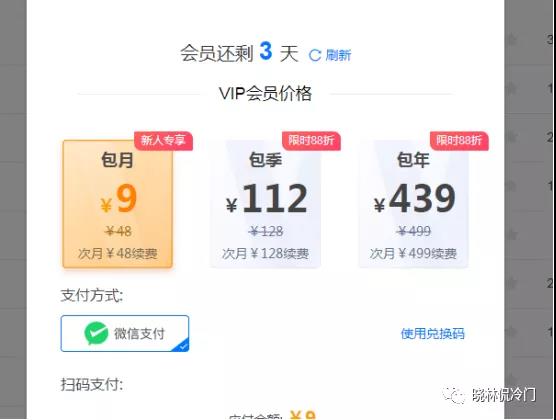 会员还剩 3 天 刷新
VIP会员价格
新人专享 限时88折 限时88折
包月 包季 包年
￥9 ￥112 ￥439
￥48 ￥128 ￥499
次月￥48续费 次月￥128续费 次月￥499续费
支付方式:
微信支付 使用兑换码
扫码支付:
晓林侃冷门
应付金额: ￥9